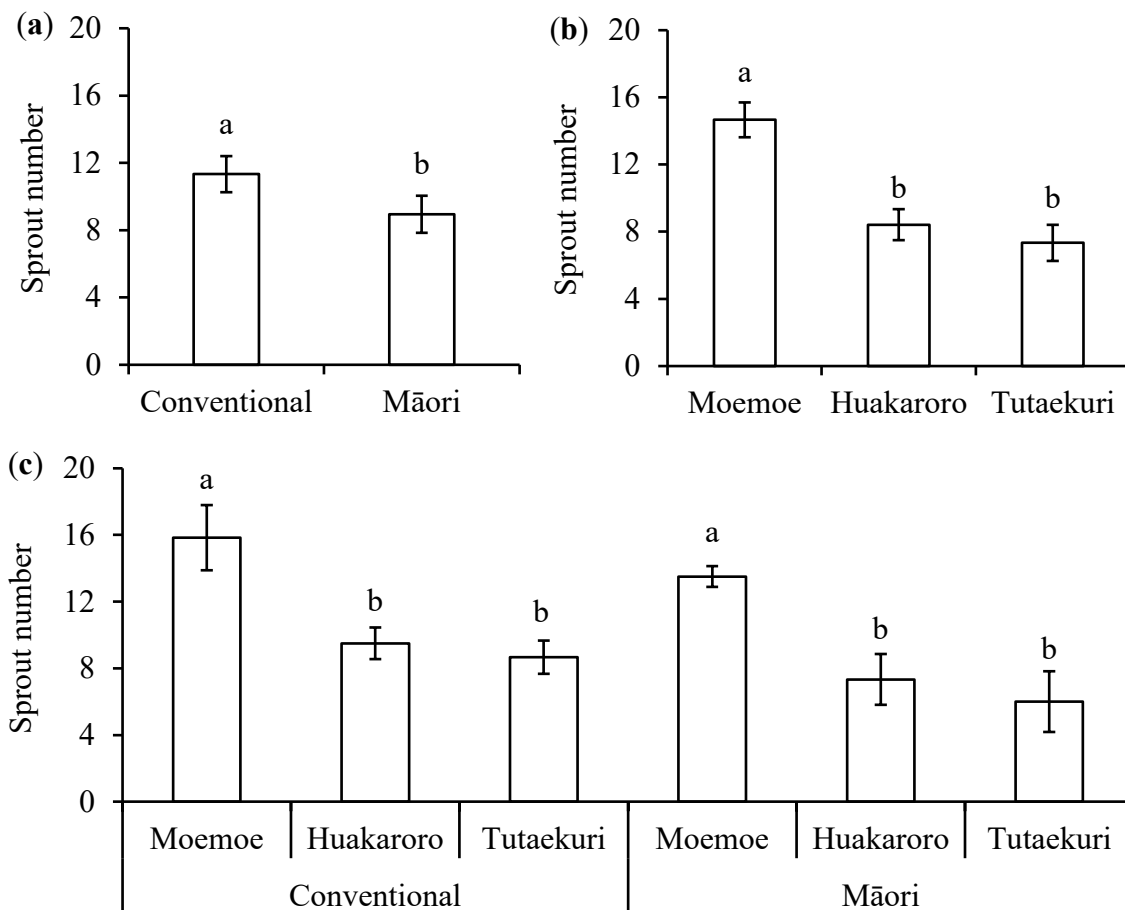 (a)
20
16
12
8
4
0
Sprout number
a
b
Conventional Māori
(b)
20
16
12
8
4
0
Sprout number
a
b
b
Moemoe Huakaroro Tutaekuri
(c)
20
16
12
8
4
0
Sprout number
a
b
b
a
b
b
Moemoe Huakaroro Tutaekuri Moemoe Huakaroro Tutaekuri
Conventional Māori